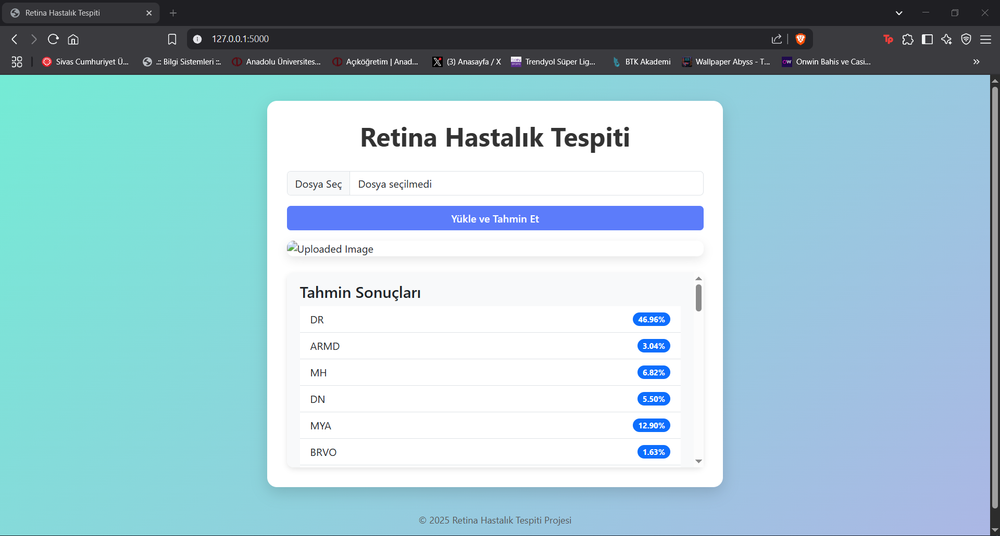 Retina Hastalık Tespiti
127.0.0.1:5000
Sivas Cumhuriyet Ü...
.:: Bilgi Sistemleri ::.
Anadolu Üniversites...
Açıköğretim | Anad...
(3) Anasayfa / X
Trendyol Süper Lig...
BTK Akademi
Wallpaper Abyss - T...
OW
Onwin Bahis ve Casi...
Retina Hastalık Tespiti
Dosya Seç Dosya seçilmedi
Yükle ve Tahmin Et
Uploaded Image
Tahmin Sonuçları
DR 46.96%
ARMD 3.04%
MH 6.82%
DN 5.50%
MYA 12.90%
BRVO 1.63%
© 2025 Retina Hastalık Tespiti Projesi